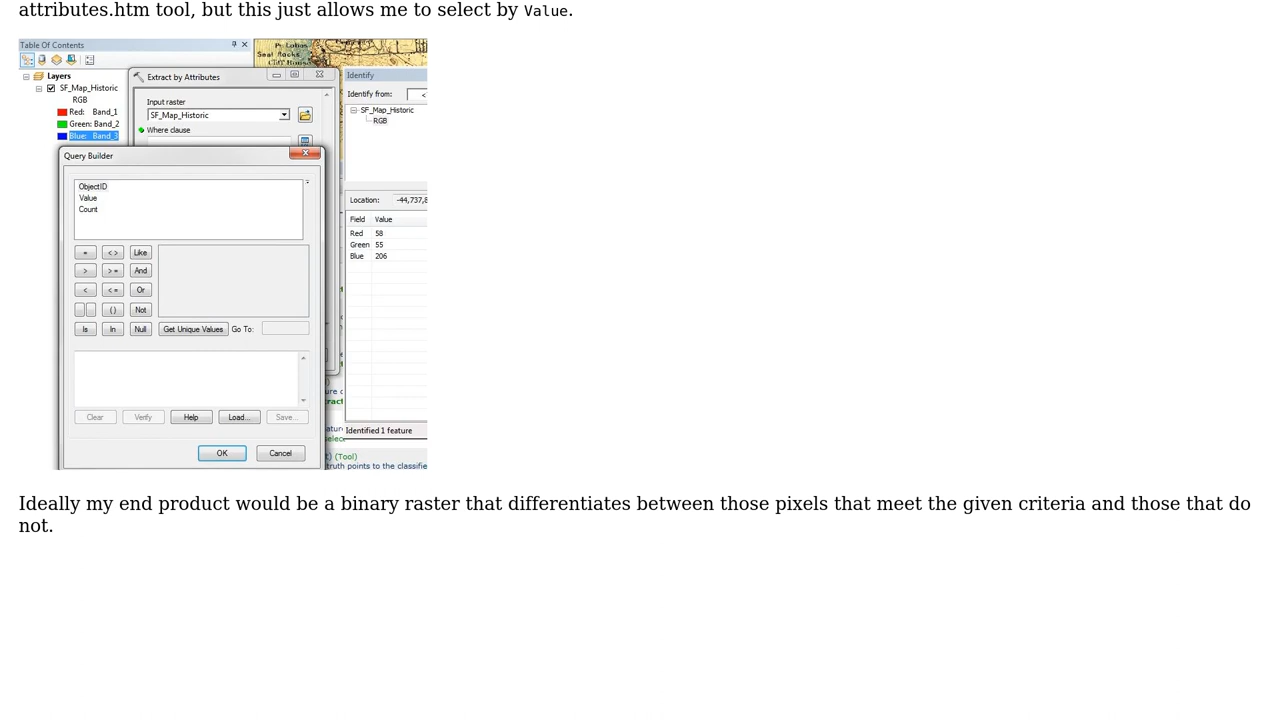 attributes.htm tool, but this just allows me to select by Value.
Table Of Contents
Layers
SF_Map_Historic
RGB
Red: Band_1
Green: Band_2
Blue: Band_3
Extract by Attributes
Input raster
SF_Map_Historic
Where clause
Query Builder
ObjectID
Value
Count
= < > Like
> > = And
< < = Or
( ) Not
Is In Null Get Unique Values Go To:
Clear Verify Help Load... Save...
OK Cancel
Identify
Identify from: <
SF_Map_Historic
RGB
Location: -44,737,8
Field Value
Red 58
Green 55
Blue 206
Identified 1 feature
(Tool)
truth points to the classifie
Ideally my end product would be a binary raster that differentiates between those pixels that meet the given criteria and those that do
not.